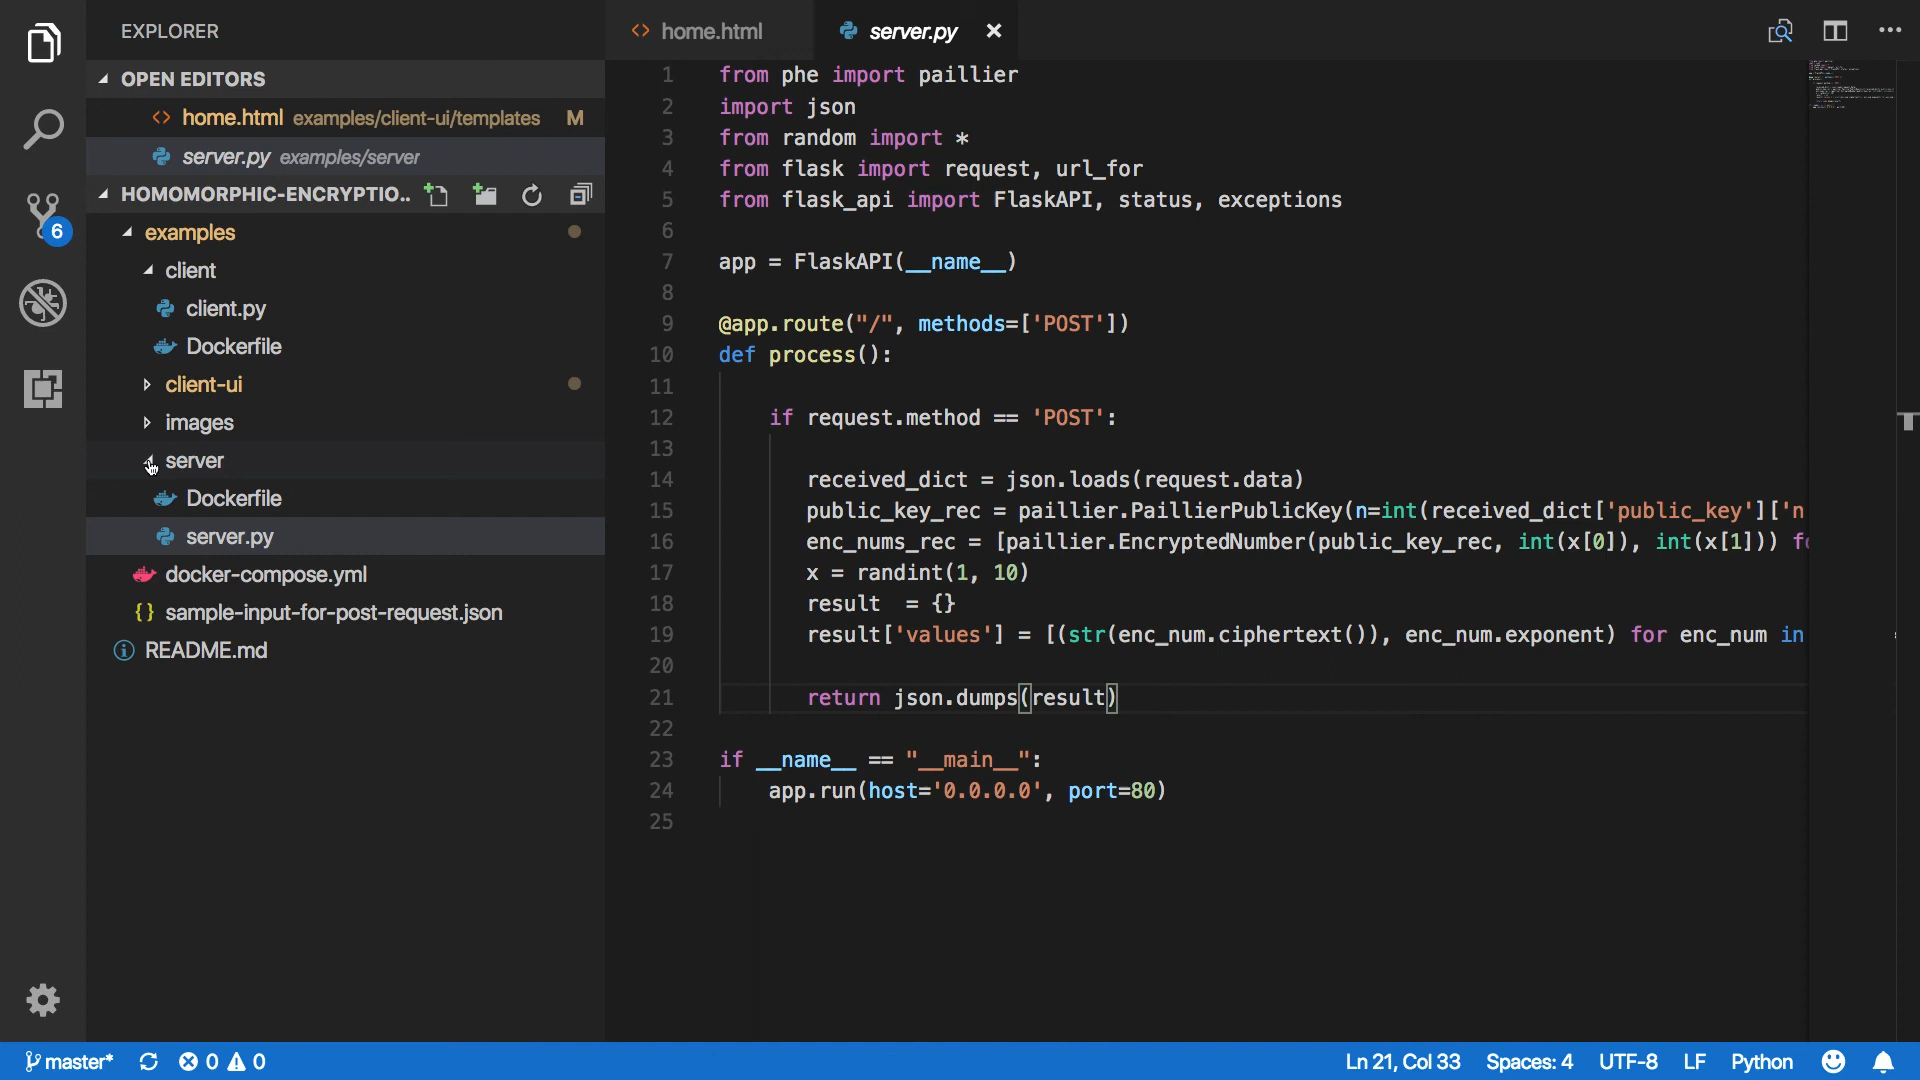 EXPLORER
OPEN EDITORS
home.html examples/client-ui/templates M
server.py examples/server
HOMOMORPHIC-ENCRYPTIO..
examples
client
client.py
Dockerfile
client-ui
images
server
Dockerfile
server.py
docker-compose.yml
{} sample-input-for-post-request.json
README.md
6
home.html
server.py
1 from phe import paillier
2 import json
3 from random import *
4 from flask import request, url_for
5 from flask_api import FlaskAPI, status, exceptions
6
7 app = FlaskAPI(__name__)
8
9 @app.route("/", methods=['POST'])
10 def process():
11
12 if request.method == 'POST':
13
14 received_dict = json.loads(request.data)
15 public_key_rec = paillier.PaillierPublicKey(n=int(received_dict['public_key']['n
16 enc_nums_rec = [paillier.EncryptedNumber(public_key_rec, int(x[0]), int(x[1])) fo
17 x = randint(1, 10)
18 result = {}
19 result['values'] = [(str(enc_num.ciphertext()), enc_num.exponent) for enc_num in
20
21 return json.dumps(result)
22
23 if __name__ == "__main__":
24 app.run(host='0.0.0.0', port=80)
25
master* 0 0 Ln 21, Col 33 Spaces: 4 UTF-8 LF Python